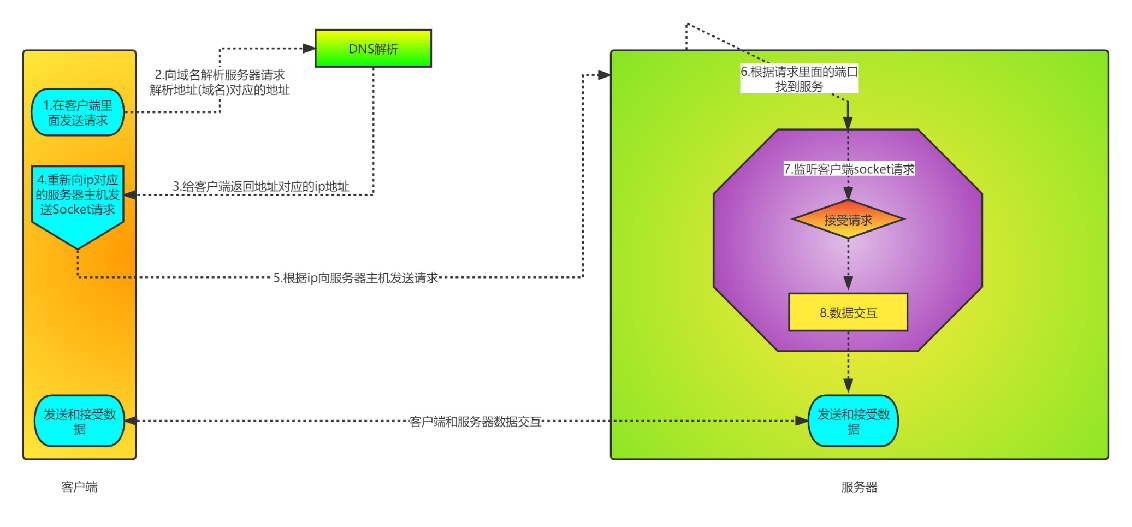 DNS解析
2.向域名解析服务器请求
解析地址(域名)对应的地址
1.在客户端里
面发送请求
3.给客户端返回地址对应的ip地址
4.重新向ip对应
的服务器主机发
送Socket请求
5.根据ip向服务器主机发送请求
6.根据请求里面的端口
找到服务
7.监听客户端socket请求
接受请求
8.数据交互
发送和接受数
据
客户端和服务器数据交互
发送和接受数
据
客户端
服务器